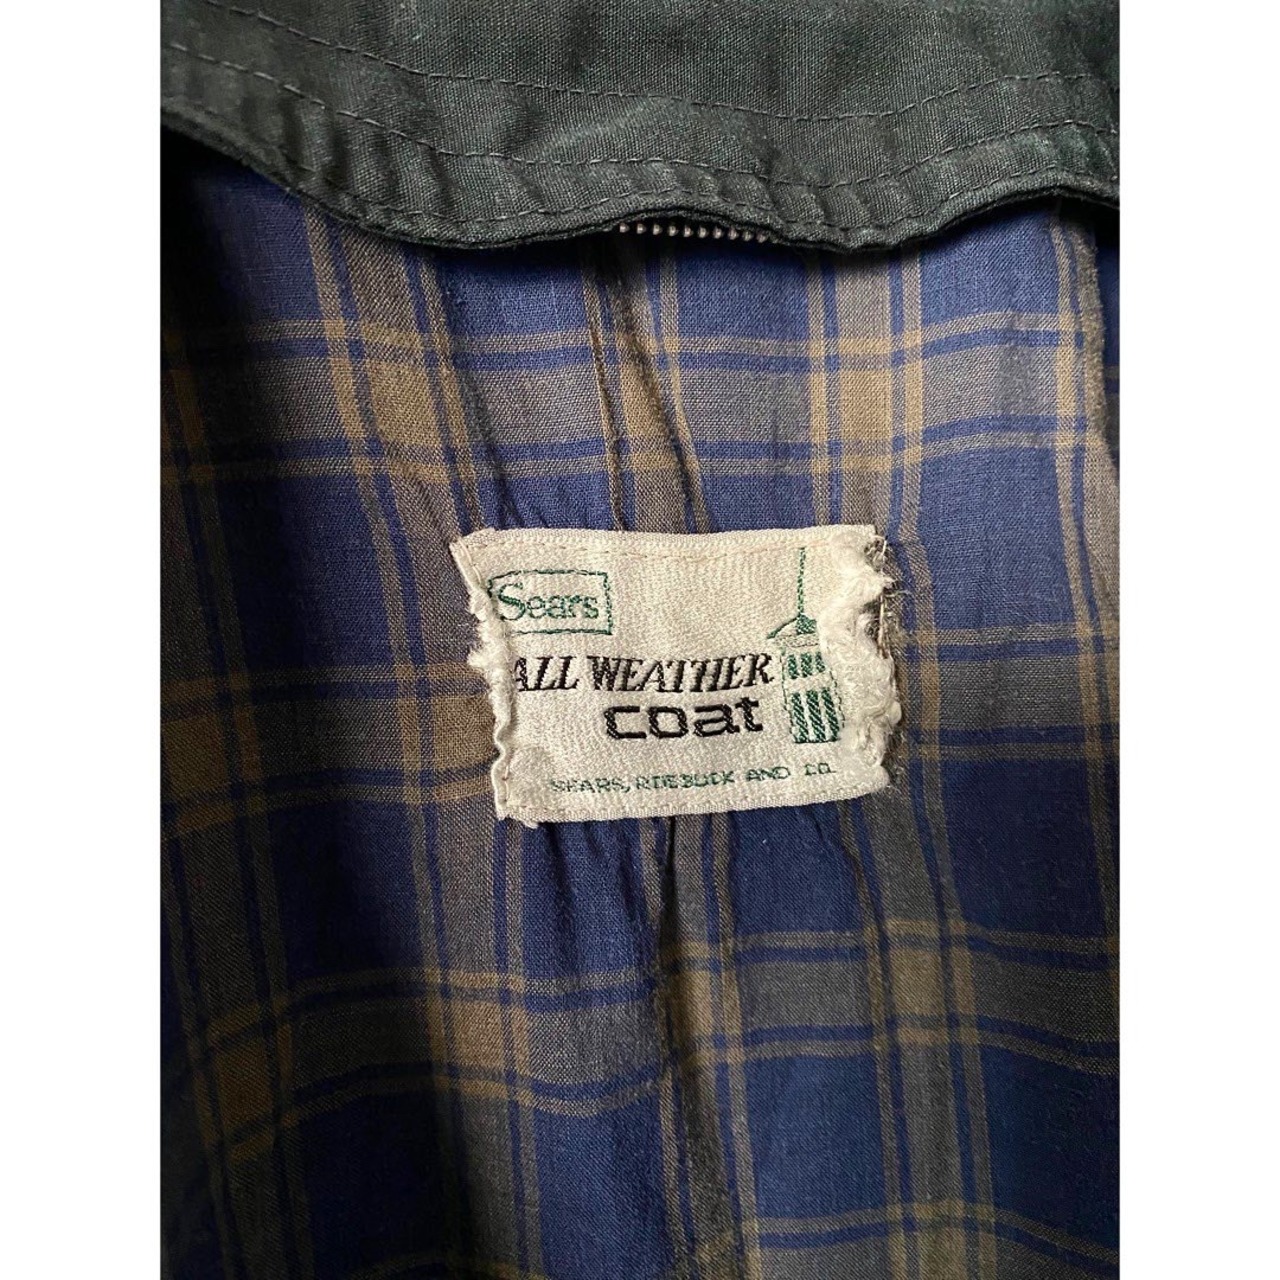 Sears
ALL WEATHER
coat
SEARS, ROEBUCK AND CO.